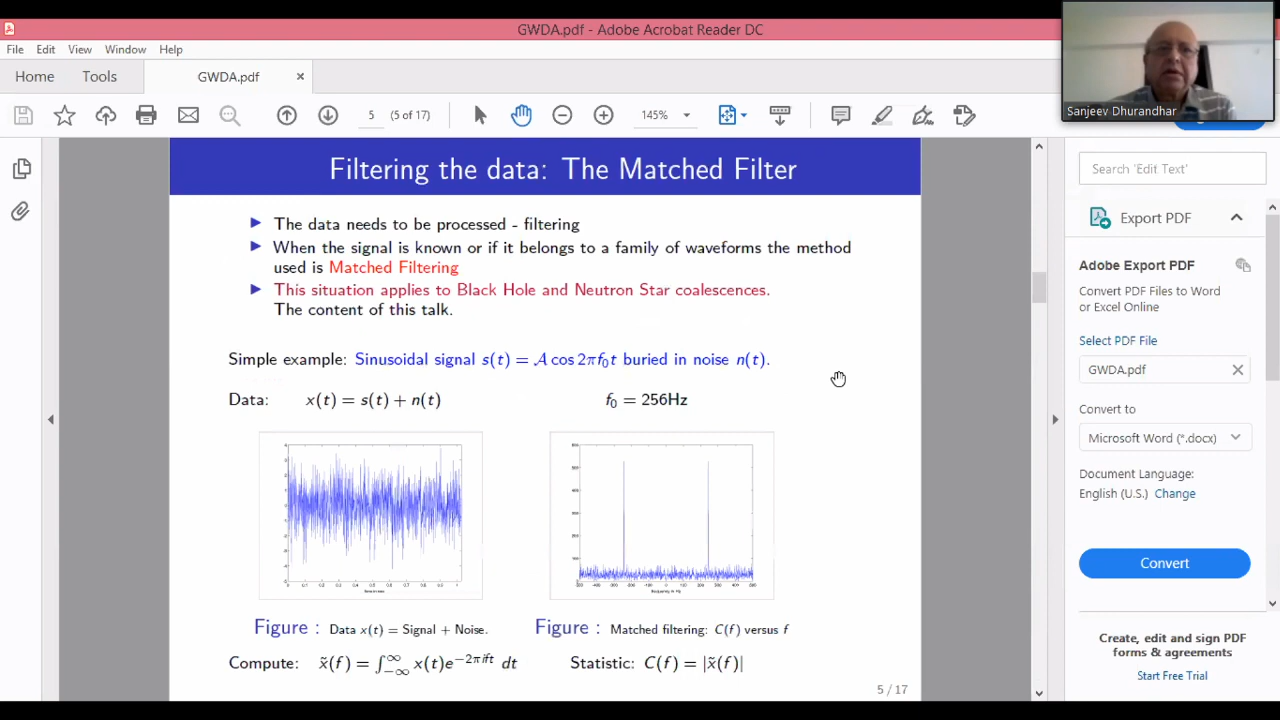 GWDA.pdf - Adobe Acrobat Reader DC
File Edit View Window Help
Home Tools GWDA.pdf ×
5 (5 of 17) 145%
Sanjeev Dhurandhar
Filtering the data: The Matched Filter
The data needs to be processed - filtering
When the signal is known or if it belongs to a family of waveforms the method
used is Matched Filtering
This situation applies to Black Hole and Neutron Star coalescences.
The content of this talk.
Simple example: Sinusoidal signal s(t) = A cos 2πf₀t buried in noise n(t).
Data: x(t) = s(t) + n(t) f₀ = 256Hz
Figure : Data x(t) = Signal + Noise. Figure : Matched filtering: C(f) versus f
Compute: x̃(f) = ∫_{-∞}^{∞} x(t)e^{-2πift} dt Statistic: C(f) = |x̃(f)|
5 / 17
Search 'Edit Text'
Export PDF
Adobe Export PDF
Convert PDF Files to Word
or Excel Online
Select PDF File
GWDA.pdf
Convert to
Microsoft Word (*.docx)
Document Language:
English (U.S.) Change
Convert
Create, edit and sign PDF
forms & agreements
Start Free Trial